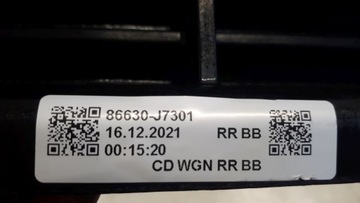 86630-J7301
16.12.2021 RR BB
00:15:20
CD WGN RR BB